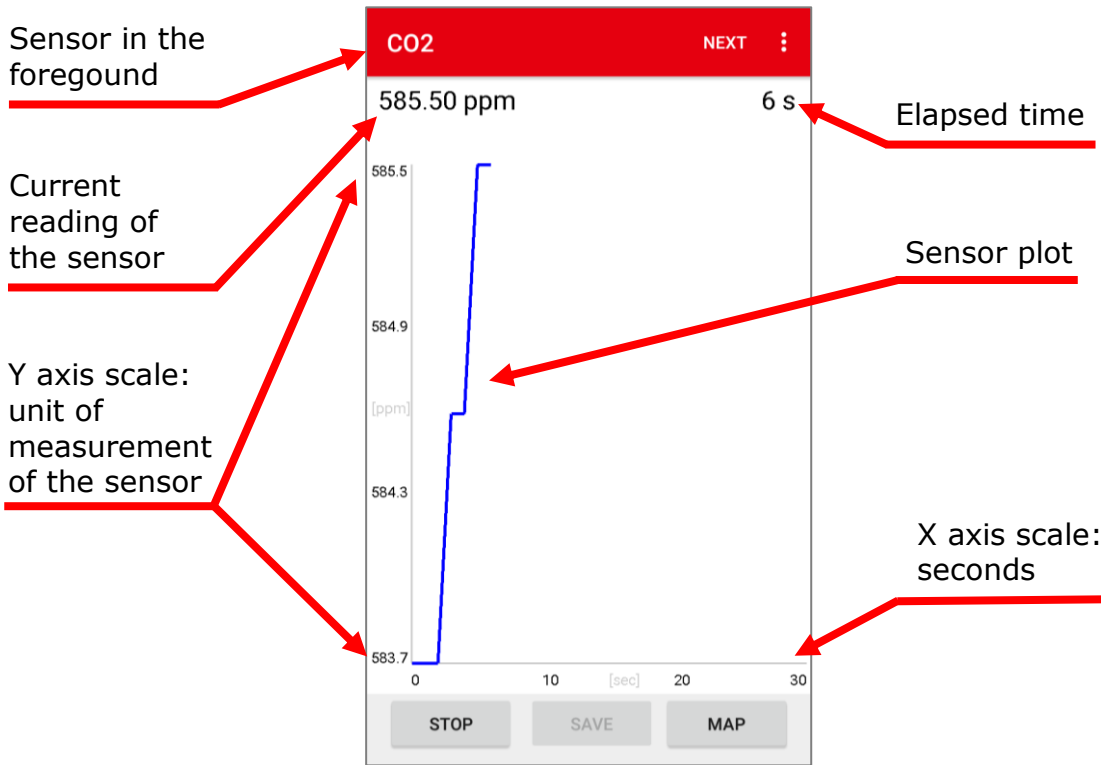 Sensor in the
foregound
CO2
NEXT
585.50 ppm
6 s
Elapsed time
Current
reading of
the sensor
585.5
Sensor plot
584.9
Y axis scale:
unit of
measurement
of the sensor
[ppm]
584.3
X axis scale:
seconds
583.7
0 10 [sec] 20 30
STOP SAVE MAP